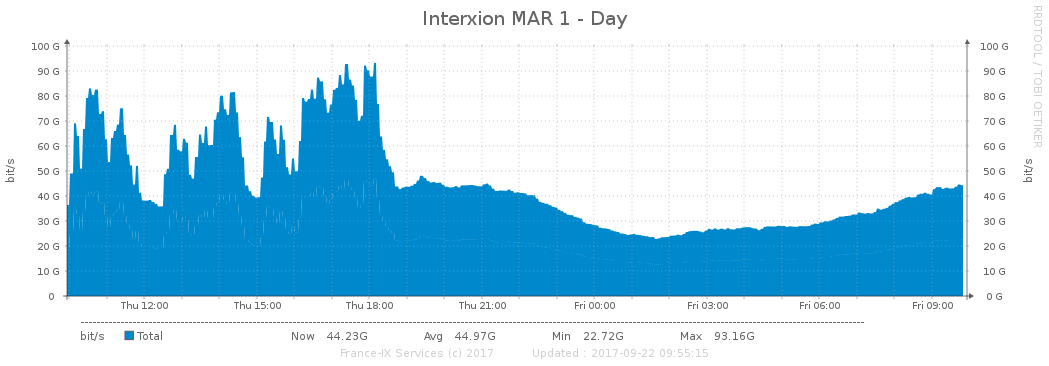 Interxion MAR 1 - Day
RRDTOOL / TOBI OETIKER
bit/s
100 G 100 G
90 G 90 G
80 G 80 G
70 G 70 G
60 G 60 G
50 G 50 G
40 G 40 G
30 G 30 G
20 G 20 G
10 G 10 G
0 0 G
bit/s
Thu 12:00 Thu 15:00 Thu 18:00 Thu 21:00 Fri 00:00 Fri 03:00 Fri 06:00 Fri 09:00
bit/s Total Now 44.23G Avg 44.97G Min 22.72G Max 93.16G
France-IX Services (c) 2017 Updated : 2017-09-22 09:55:15